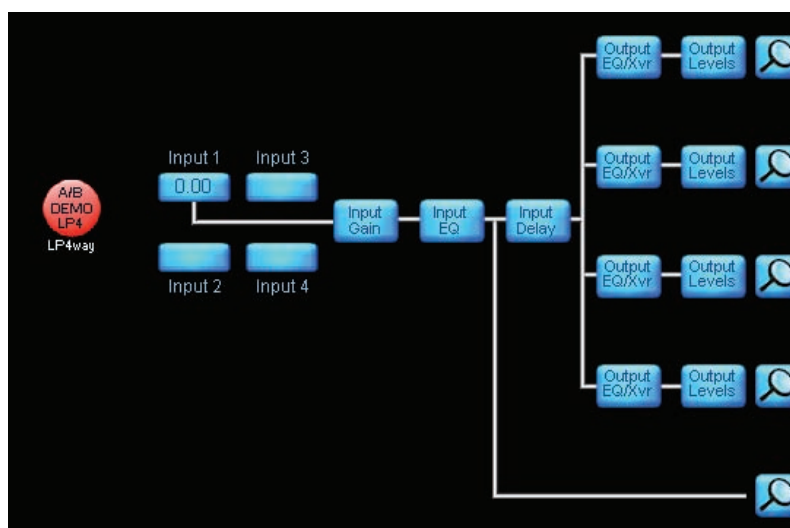 Output
EQ/Xvr
Output
Levels
Input 1
Input 3
0.00
Output
EQ/Xvr
Output
Levels
A/B
DEMO
LP4
LP4way
Input
Gain
Input
EQ
Input
Delay
Input 2
Input 4
Output
EQ/Xvr
Output
Levels
Output
EQ/Xvr
Output
Levels